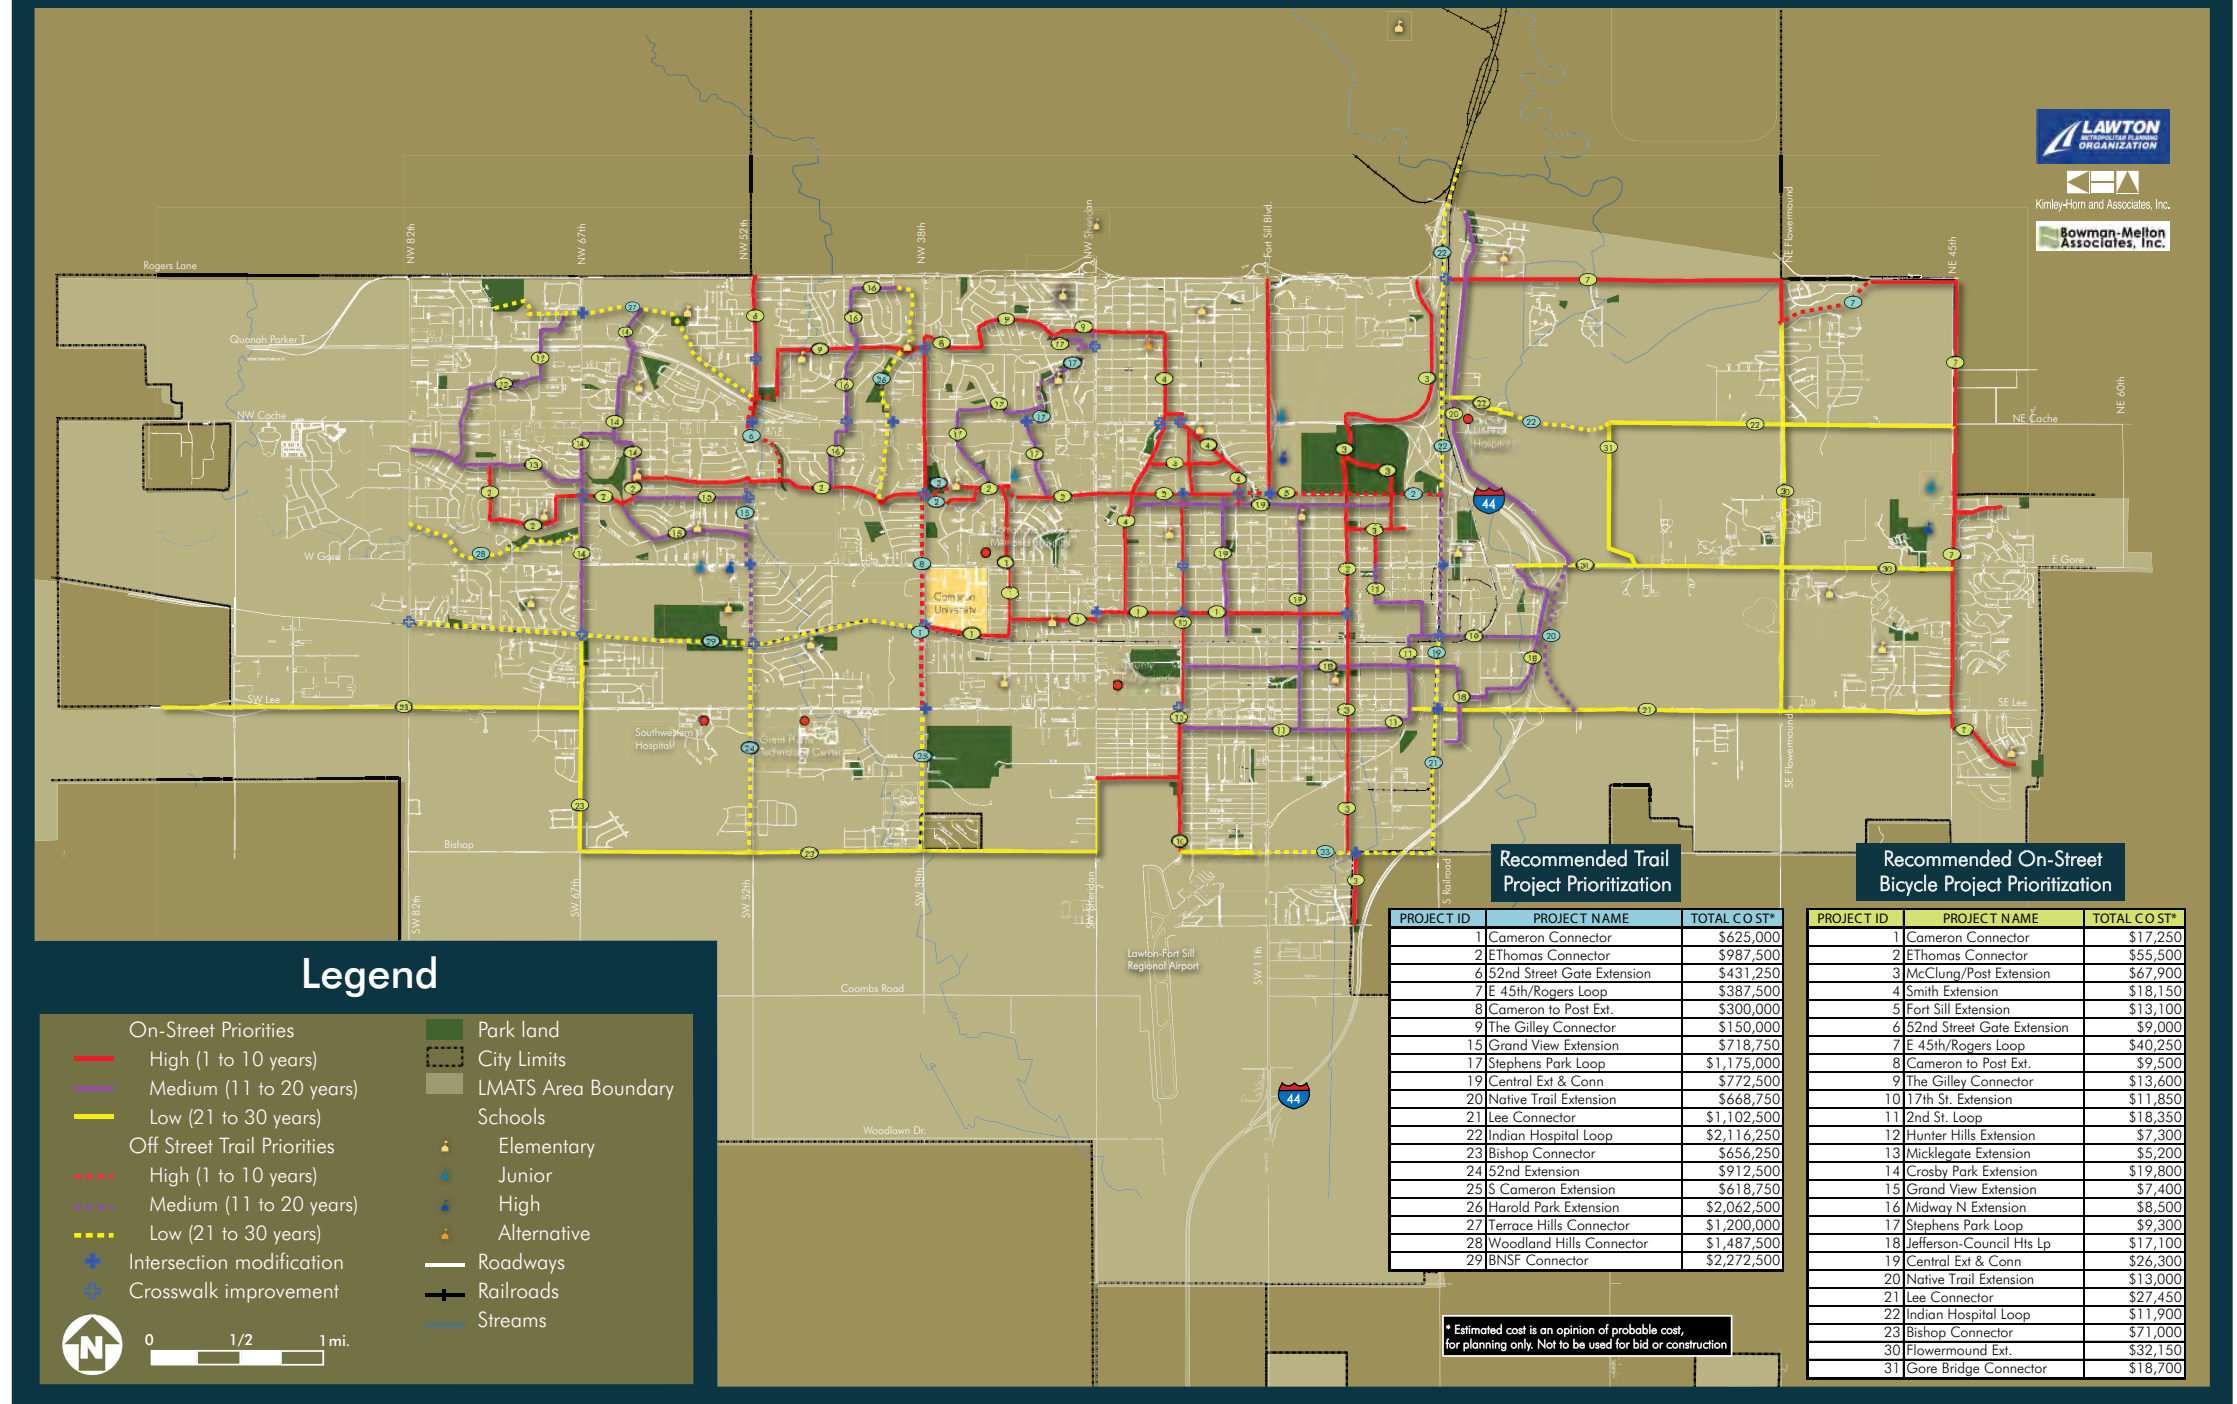 LAWTON
METROPOLITAN PLANNING
ORGANIZATION
Kimley-Horn and Associates, Inc.
Bowman-Melton
Associates, Inc.
NW 82th
NW 67th
NW 52th
NW 38th
NW Sheridan
Fort Sill Blvd.
NE Flowermound
NE 45th
NE 60th
Rogers Lane
Quanah Parker T
NW Cache
NE Cache
W Gore
E Gore
SW Lee
SE Lee
Bishop
Cameron
University
Hospital
Southwestern
Hospital
Great Plains
Technology Center
44
SE Flowermound
SW 82th
SW 67th
SW 52th
SW 38th
SW Sheridan
SW 11th
S Railroad
Lawton-Fort Sill
Regional Airport
Coombs Road
Woodlawn Dr.
44
Legend
On-Street Priorities
High (1 to 10 years)
Medium (11 to 20 years)
Low (21 to 30 years)
Off Street Trail Priorities
High (1 to 10 years)
Medium (11 to 20 years)
Low (21 to 30 years)
Intersection modification
Crosswalk improvement
Park land
City Limits
LMATS Area Boundary
Schools
Elementary
Junior
High
Alternative
Roadways
Railroads
Streams
N
0 1/2 1 mi.
Recommended Trail
Project Prioritization
PROJECT ID PROJECT NAME TOTAL COST*
1 Cameron Connector $625,000
2 EThomas Connector $987,500
6 52nd Street Gate Extension $431,250
7 E 45th/Rogers Loop $387,500
8 Cameron to Post Ext. $300,000
9 The Gilley Connector $150,000
15 Grand View Extension $718,750
17 Stephens Park Loop $1,175,000
19 Central Ext & Conn $772,500
20 Native Trail Extension $668,750
21 Lee Connector $1,102,500
22 Indian Hospital Loop $2,116,250
23 Bishop Connector $656,250
24 52nd Extension $912,500
25 S Cameron Extension $618,750
26 Harold Park Extension $2,062,500
27 Terrace Hills Connector $1,200,000
28 Woodland Hills Connector $1,487,500
29 BNSF Connector $2,272,500
Recommended On-Street
Bicycle Project Prioritization
PROJECT ID PROJECT NAME TOTAL COST*
1 Cameron Connector $17,250
2 EThomas Connector $55,500
3 McClung/Post Extension $67,900
4 Smith Extension $18,150
5 Fort Sill Extension $13,100
6 52nd Street Gate Extension $9,000
7 E 45th/Rogers Loop $40,250
8 Cameron to Post Ext. $9,500
9 The Gilley Connector $13,600
10 17th St. Extension $11,850
11 2nd St. Loop $18,350
12 Hunter Hills Extension $7,300
13 Micklegate Extension $5,200
14 Crosby Park Extension $19,800
15 Grand View Extension $7,400
16 Midway N Extension $8,500
17 Stephens Park Loop $9,300
18 Jefferson-Council Hts Lp $17,100
19 Central Ext & Conn $26,300
20 Native Trail Extension $13,000
21 Lee Connector $27,450
22 Indian Hospital Loop $11,900
23 Bishop Connector $71,000
30 Flowermound Ext. $32,150
31 Gore Bridge Connector $18,700
* Estimated cost is an opinion of probable cost,
for planning only. Not to be used for bid or construction